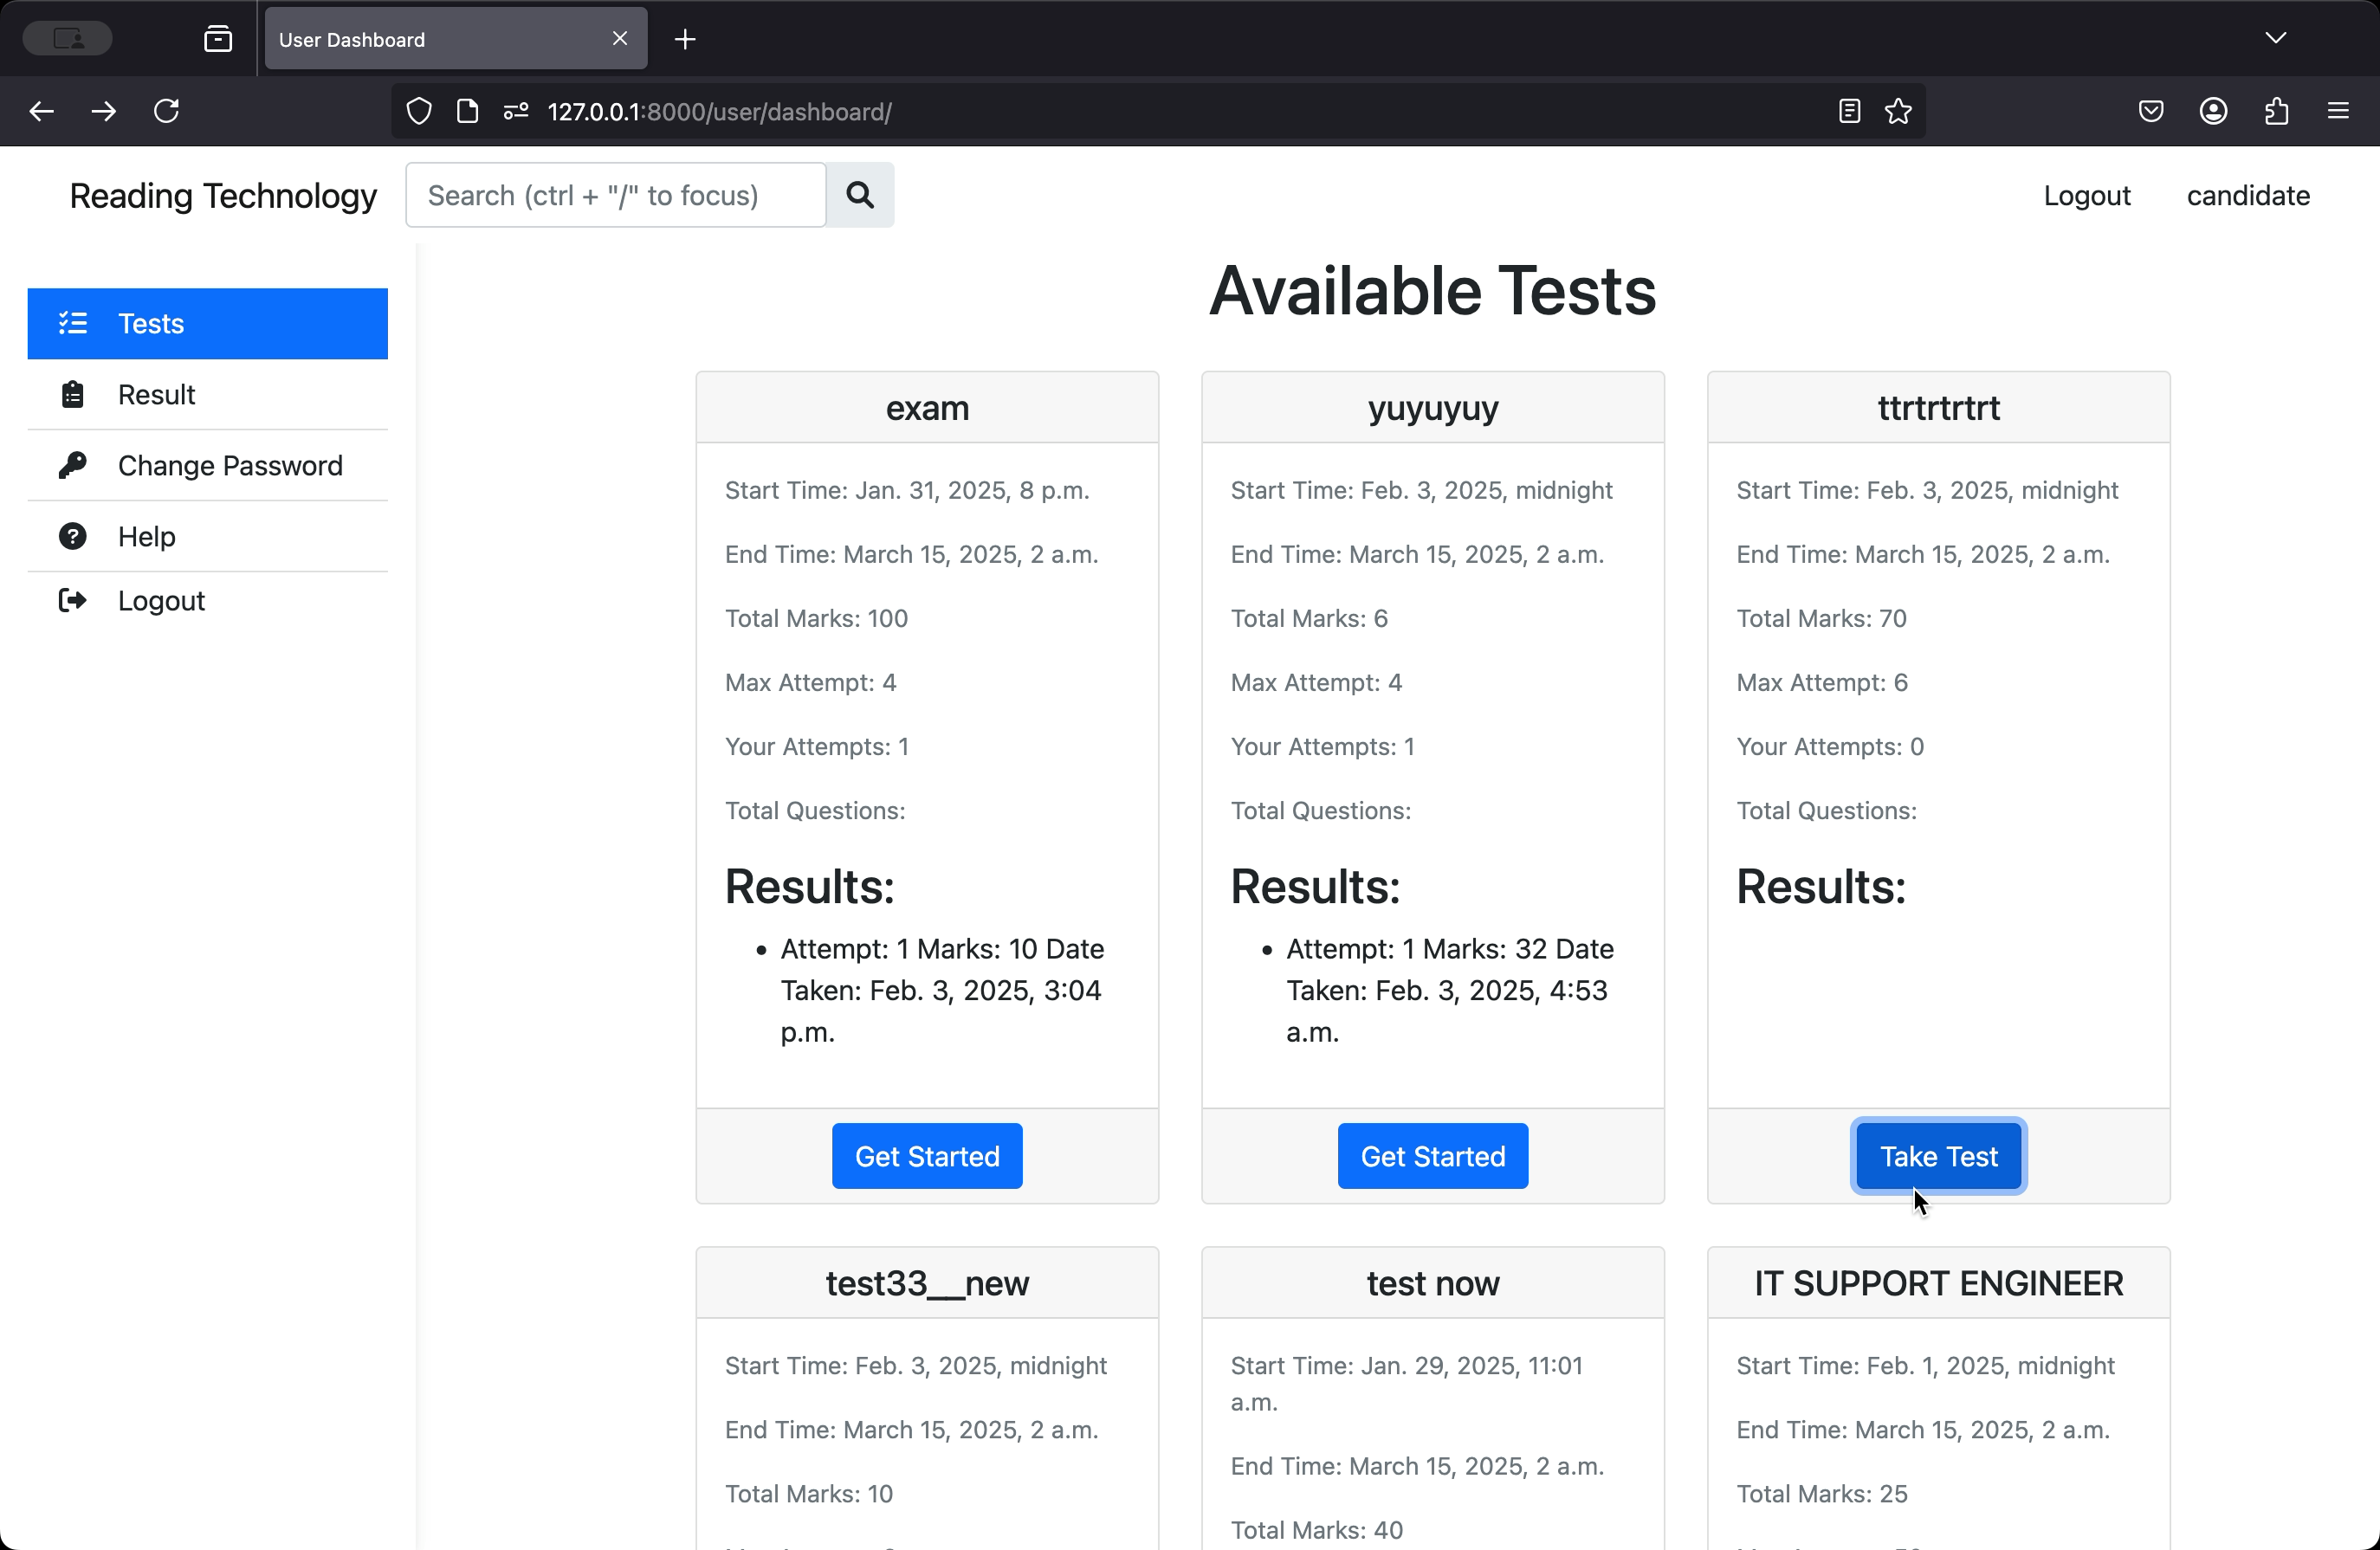 User Dashboard
127.0.0.1:8000/user/dashboard/
Reading Technology
Search (ctrl + "/" to focus)
Logout
candidate
Tests
Result
Change Password
Help
Logout
Available Tests
exam
Start Time: Jan. 31, 2025, 8 p.m.
End Time: March 15, 2025, 2 a.m.
Total Marks: 100
Max Attempt: 4
Your Attempts: 1
Total Questions:
Results:
• Attempt: 1 Marks: 10 Date
Taken: Feb. 3, 2025, 3:04
p.m.
Get Started
yuyuyuy
Start Time: Feb. 3, 2025, midnight
End Time: March 15, 2025, 2 a.m.
Total Marks: 6
Max Attempt: 4
Your Attempts: 1
Total Questions:
Results:
• Attempt: 1 Marks: 32 Date
Taken: Feb. 3, 2025, 4:53
a.m.
Get Started
ttrtrtrtrt
Start Time: Feb. 3, 2025, midnight
End Time: March 15, 2025, 2 a.m.
Total Marks: 70
Max Attempt: 6
Your Attempts: 0
Total Questions:
Results:
Take Test
test33__new
Start Time: Feb. 3, 2025, midnight
End Time: March 15, 2025, 2 a.m.
Total Marks: 10
test now
Start Time: Jan. 29, 2025, 11:01
a.m.
End Time: March 15, 2025, 2 a.m.
Total Marks: 40
IT SUPPORT ENGINEER
Start Time: Feb. 1, 2025, midnight
End Time: March 15, 2025, 2 a.m.
Total Marks: 25